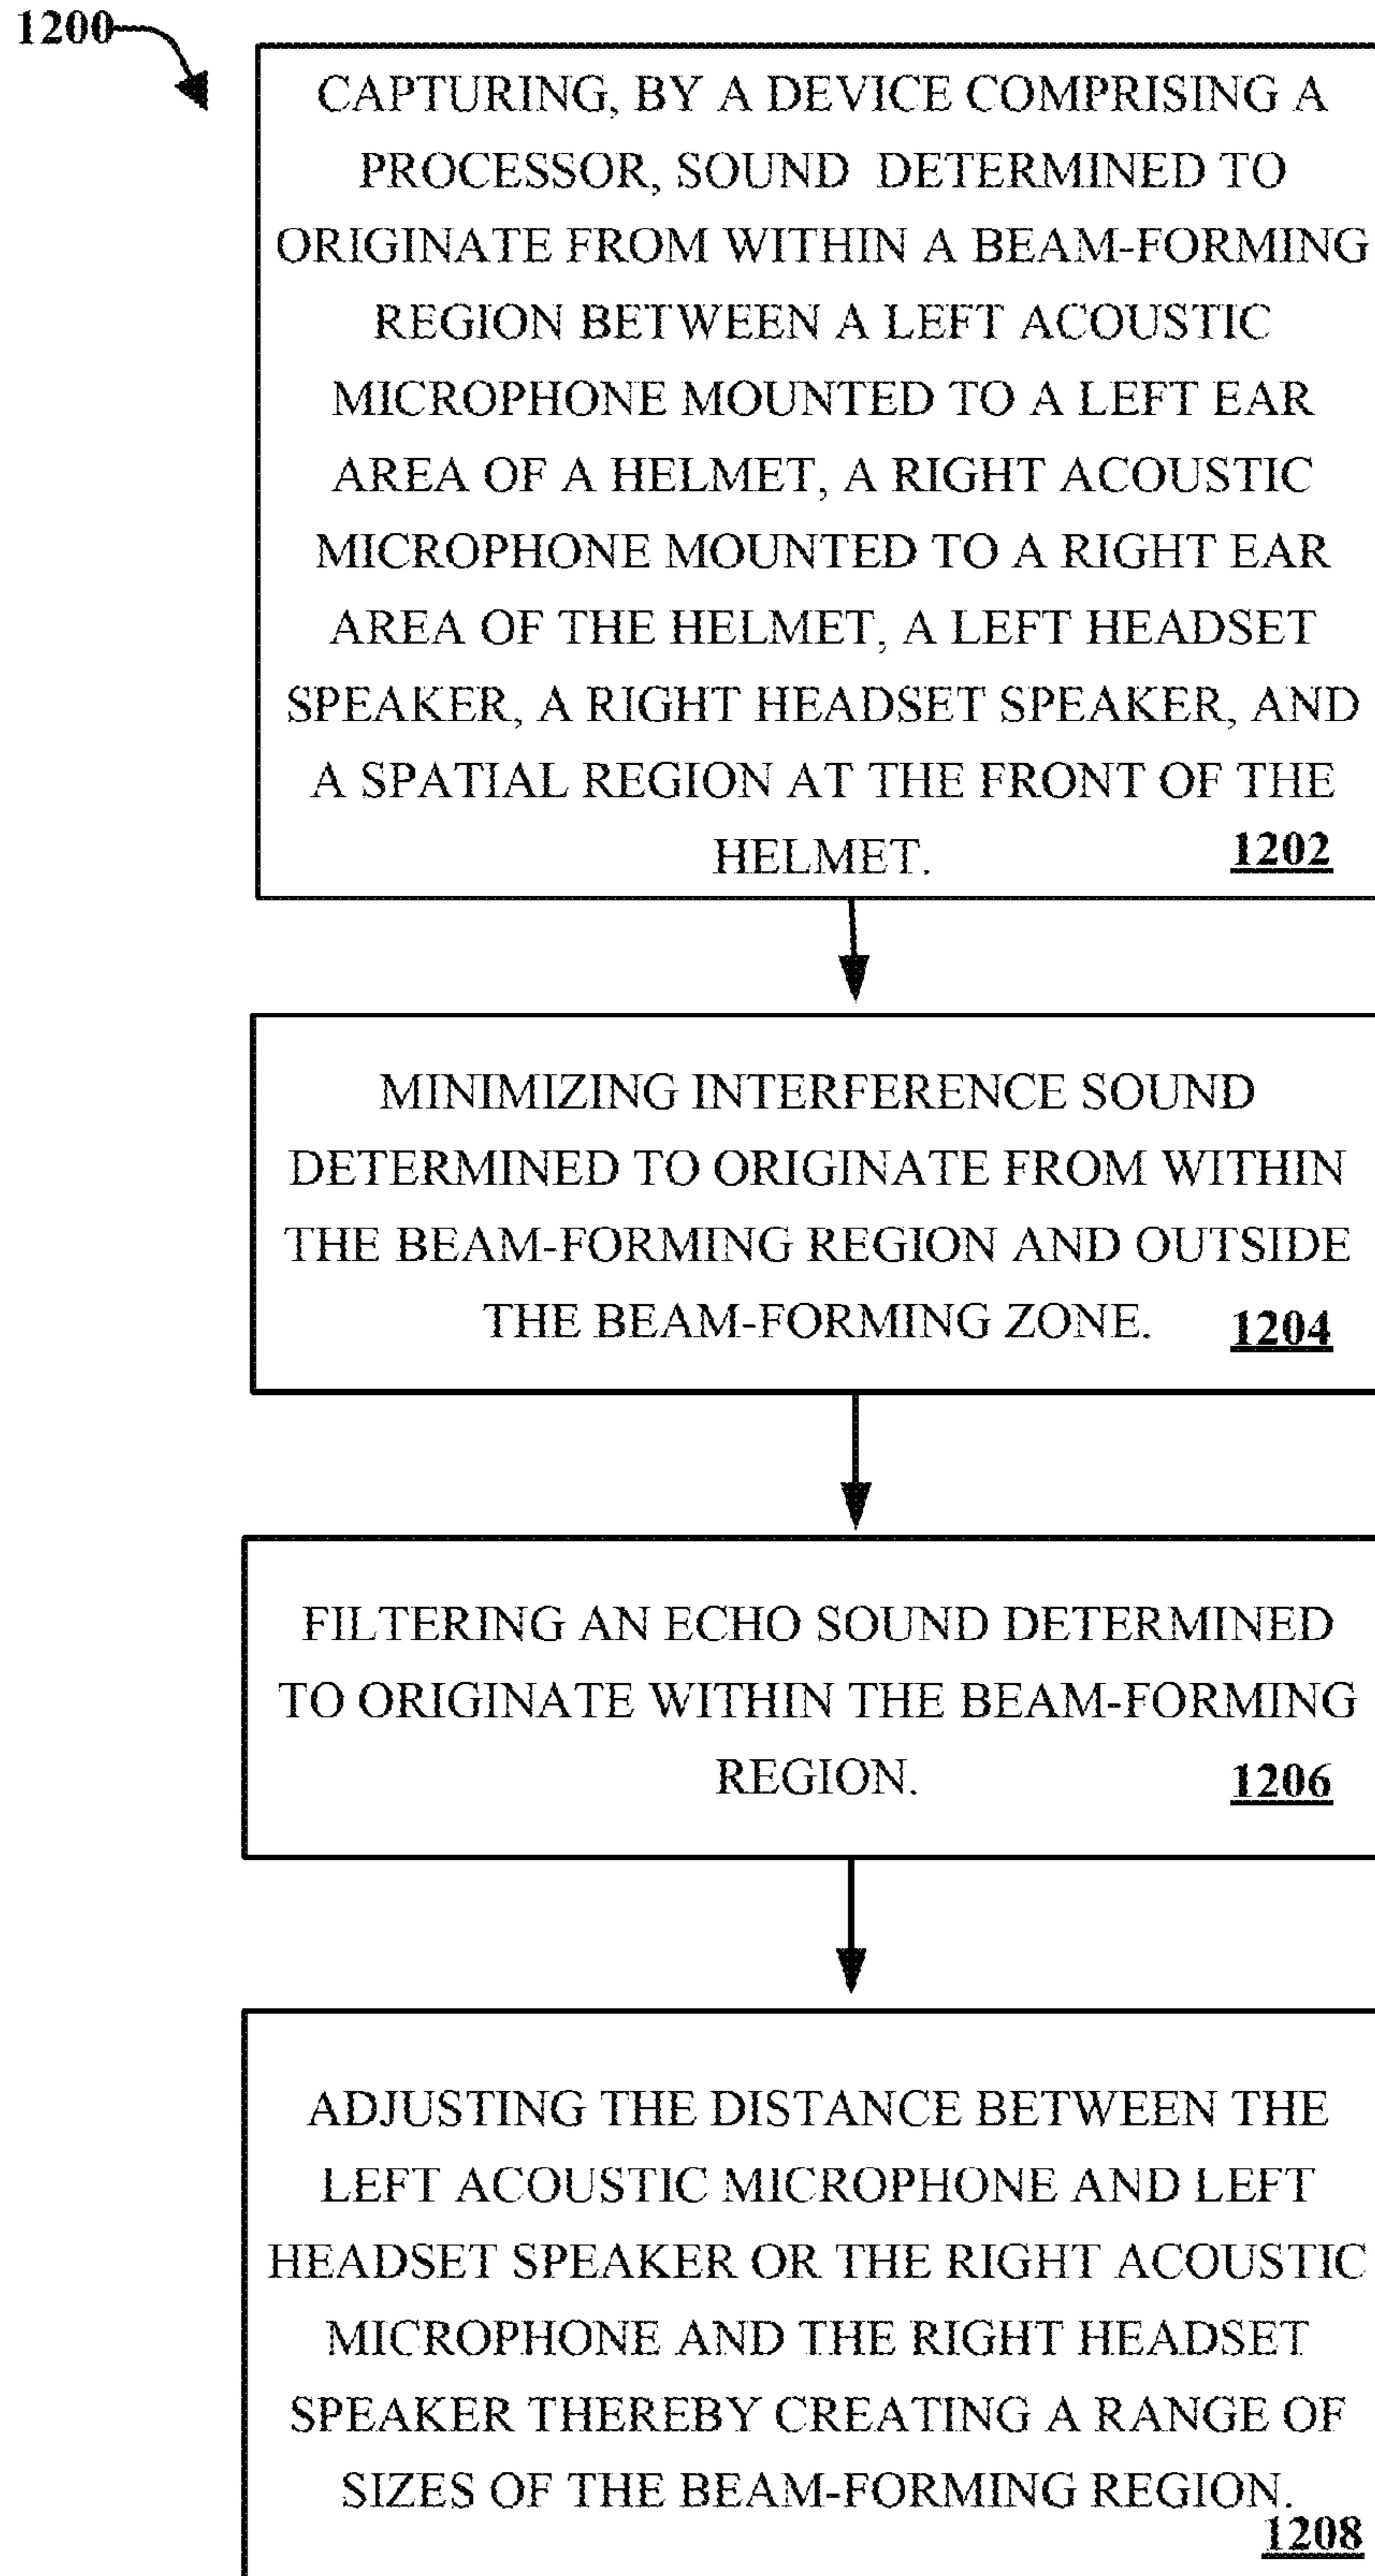 1200
CAPTURING, BY A DEVICE COMPRISING A
PROCESSOR, SOUND DETERMINED TO
ORIGINATE FROM WITHIN A BEAM-FORMING
REGION BETWEEN A LEFT ACOUSTIC
MICROPHONE MOUNTED TO A LEFT EAR
AREA OF A HELMET, A RIGHT ACOUSTIC
MICROPHONE MOUNTED TO A RIGHT EAR
AREA OF THE HELMET, A LEFT HEADSET
SPEAKER, A RIGHT HEADSET SPEAKER, AND
A SPATIAL REGION AT THE FRONT OF THE
HELMET. 1202
MINIMIZING INTERFERENCE SOUND
DETERMINED TO ORIGINATE FROM WITHIN
THE BEAM-FORMING REGION AND OUTSIDE
THE BEAM-FORMING ZONE. 1204
FILTERING AN ECHO SOUND DETERMINED
TO ORIGINATE WITHIN THE BEAM-FORMING
REGION. 1206
ADJUSTING THE DISTANCE BETWEEN THE
LEFT ACOUSTIC MICROPHONE AND LEFT
HEADSET SPEAKER OR THE RIGHT ACOUSTIC
MICROPHONE AND THE RIGHT HEADSET
SPEAKER THEREBY CREATING A RANGE OF
SIZES OF THE BEAM-FORMING REGION.
1208